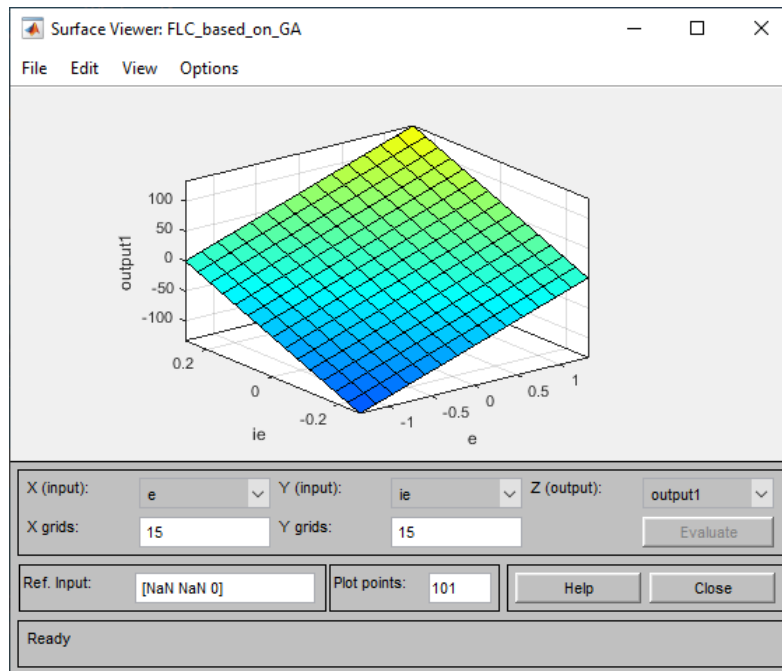 Surface Viewer: FLC_based_on_GA
File Edit View Options
100
50
0
-50
-100
output1
0.2
0
-0.2
ie
-1
-0.5
0
0.5
1
e
X (input): e Y (input): ie Z (output): output1
X grids: 15 Y grids: 15 Evaluate
Ref. Input: [NaN NaN 0] Plot points: 101 Help Close
Ready